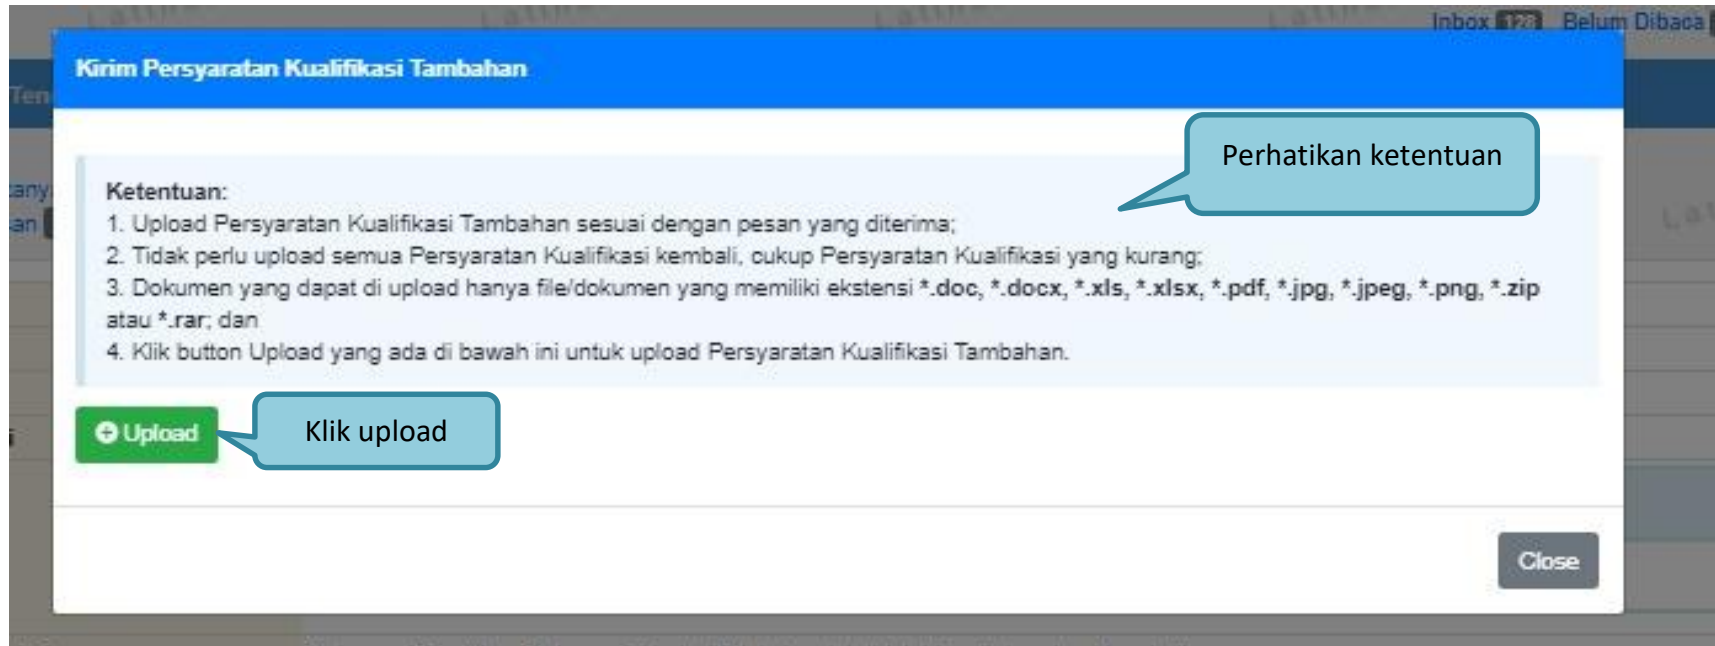 Inbox 128 Belum Dibaca
Kirim Persyaratan Kualifikasi Tambahan
Perhatikan ketentuan
Ketentuan:
1. Upload Persyaratan Kualifikasi Tambahan sesuai dengan pesan yang diterima;
2. Tidak perlu upload semua Persyaratan Kualifikasi kembali, cukup Persyaratan Kualifikasi yang kurang;
3. Dokumen yang dapat di upload hanya file/dokumen yang memiliki ekstensi *.doc, *.docx, *.xls, *.xlsx, *.pdf, *.jpg, *.jpeg, *.png, *.zip
atau *.rar; dan
4. Klik button Upload yang ada di bawah ini untuk upload Persyaratan Kualifikasi Tambahan.
Upload
Klik upload
Close